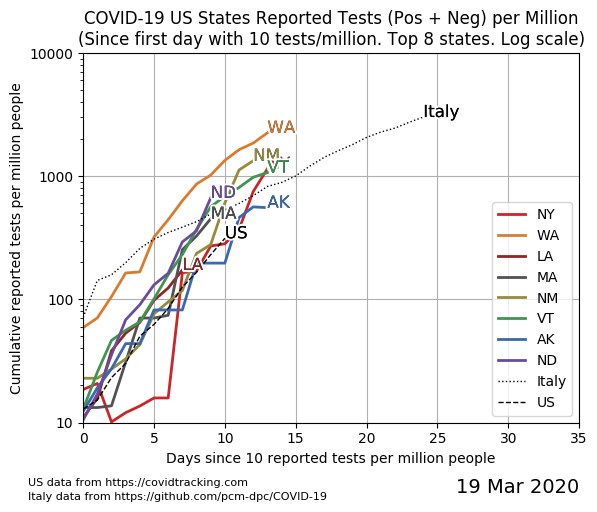 COVID-19 US States Reported Tests (Pos + Neg) per Million
(Since first day with 10 tests/million. Top 8 states. Log scale)
Cumulative reported tests per million people
10000
1000
100
10
Italy
WA
NM
VT
ND
AK
MA
US
LA
NY
WA
LA
MA
NM
VT
AK
ND
Italy
US
0
5
10
15
20
25
30
35
Days since 10 reported tests per million people
US data from https://covidtracking.com
Italy data from https://github.com/pcm-dpc/COVID-19
19 Mar 2020